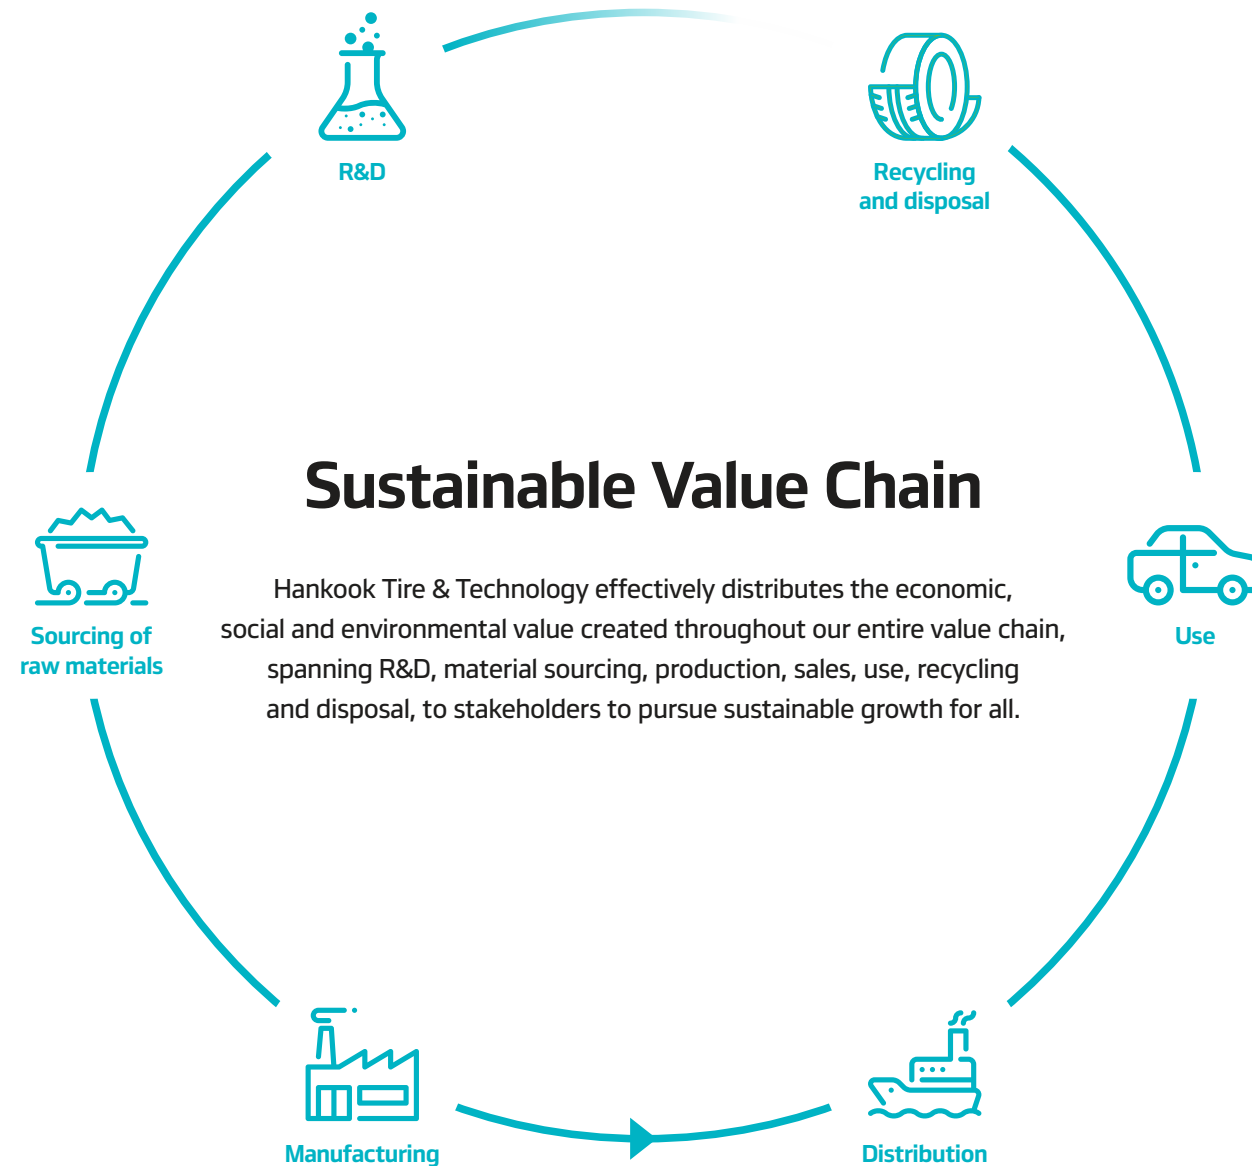 R&D
Recycling
and disposal
Sustainable Value Chain
Hankook Tire & Technology effectively distributes the economic,
social and environmental value created throughout our entire value chain,
spanning R&D, material sourcing, production, sales, use, recycling
and disposal, to stakeholders to pursue sustainable growth for all.
Sourcing of
raw materials
Use
Manufacturing
Distribution